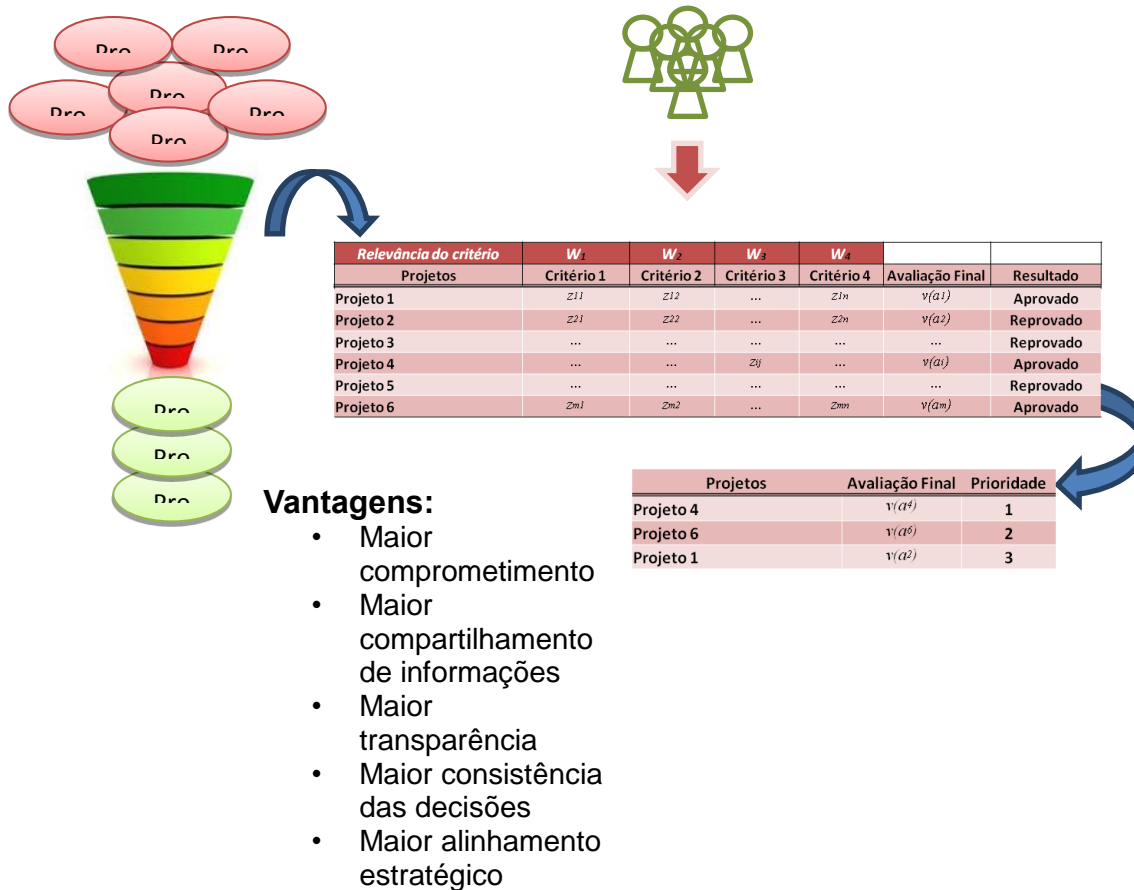 Pro
Pro
Pro
Pro
Pro
Pro
Relevância do critério W₁ W₂ W₃ W₄
Projetos Critério 1 Critério 2 Critério 3 Critério 4 Avaliação Final Resultado
Projeto 1 z11 z12 ... z1n v(a1) Aprovado
Projeto 2 z21 z22 ... z2n v(a2) Reprovado
Projeto 3 ... ... ... ... ... Reprovado
Projeto 4 ... ... zij ... v(ai) Aprovado
Projeto 5 ... ... ... ... ... Reprovado
Projeto 6 zm1 zm2 ... zmn v(am) Aprovado
Pro
Pro
Pro
Projetos Avaliação Final Prioridade
Projeto 4 v(a⁴) 1
Projeto 6 v(a⁶) 2
Projeto 1 v(a²) 3
Vantagens:
• Maior
comprometimento
• Maior
compartilhamento
de informações
• Maior
transparência
• Maior consistência
das decisões
• Maior alinhamento
estratégico